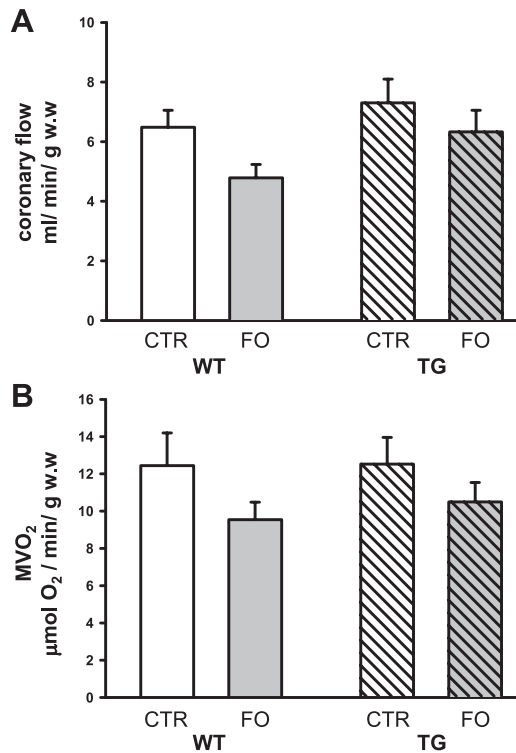 A
10
8
6
4
2
0
coronary flow
ml/ min/ g w.w
CTR FO CTR FO
WT TG
B
16
14
12
10
8
6
4
2
0
MVO₂
μmol O₂ / min/ g w.w
CTR FO CTR FO
WT TG